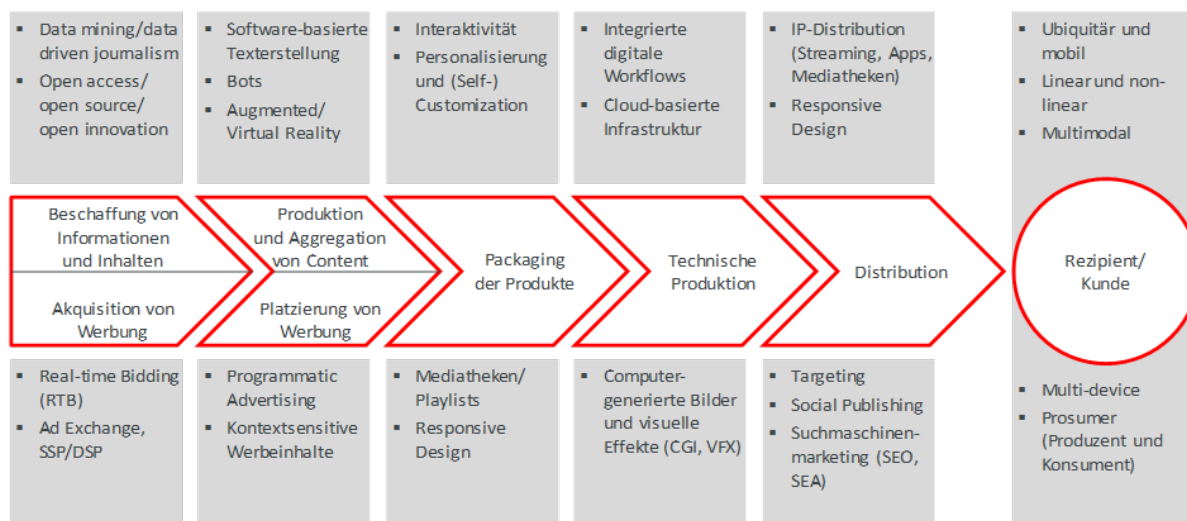 ▪ Data mining/data
driven journalism
▪ Open access/
open source/
open innovation
▪ Software-basierte
Texterstellung
▪ Bots
▪ Augmented/
Virtual Reality
▪ Interaktivität
▪ Personalisierung
und (Self-)
Customization
▪ Integrierte
digitale
Workflows
▪ Cloud-basierte
Infrastruktur
▪ IP-Distribution
(Streaming, Apps,
Mediatheken)
▪ Responsive
Design
▪ Ubiquitär und
mobil
▪ Linear und non-
linear
▪ Multimodal
Beschaffung von
Informationen
und Inhalten
Akquisition von
Werbung
Produktion
und Aggregation
von Content
Platzierung von
Werbung
Packaging
der Produkte
Technische
Produktion
Distribution
Rezipient/
Kunde
▪ Real-time Bidding
(RTB)
▪ Ad Exchange,
SSP/DSP
▪ Programmatic
Advertising
▪ Kontextsensitive
Werbeinhalte
▪ Mediatheken/
Playlists
▪ Responsive
Design
▪ Computer-
generierte Bilder
und visuelle
Effekte (CGI, VFX)
▪ Targeting
▪ Social Publishing
▪ Suchmaschinen-
marketing (SEO,
SEA)
▪ Multi-device
▪ Prosumer
(Produzent und
Konsument)